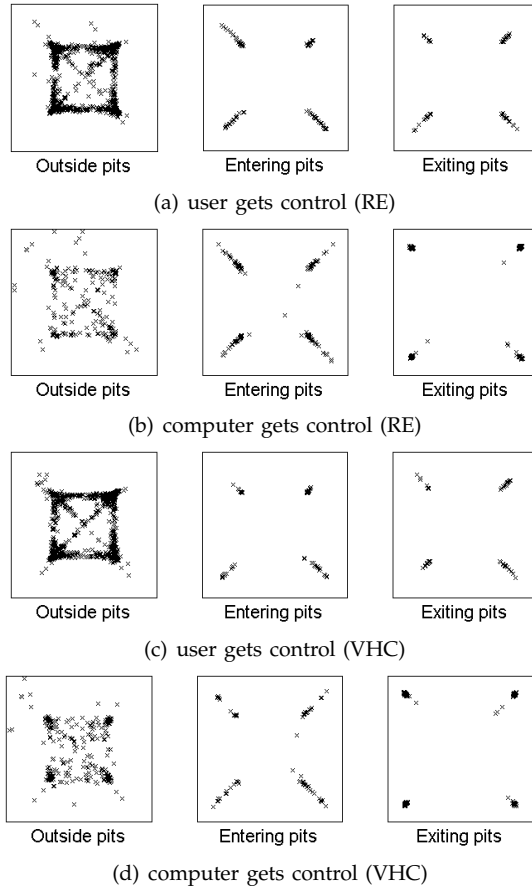 Outside pits Entering pits Exiting pits
(a) user gets control (RE)
Outside pits Entering pits Exiting pits
(b) computer gets control (RE)
Outside pits Entering pits Exiting pits
(c) user gets control (VHC)
Outside pits Entering pits Exiting pits
(d) computer gets control (VHC)